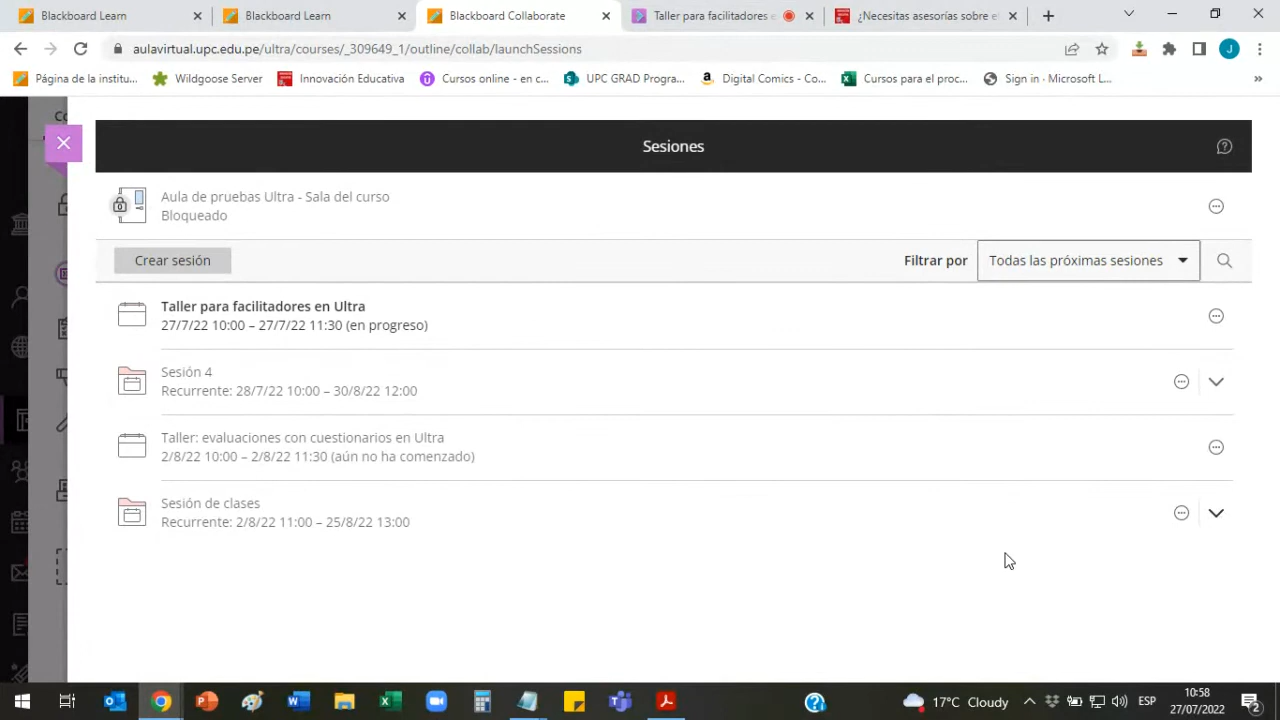 Blackboard Learn
Blackboard Learn
Blackboard Collaborate
Taller para facilitadores e
¿Necesitas asesorías sobre e
aulavirtual.upc.edu.pe/ultra/courses/_309649_1/outline/collab/launchSessions
J
Página de la institu...
Wildgoose Server
Innovación Educativa
Cursos online - en c...
UPC GRAD Progra...
Digital Comics - Co...
Cursos para el proc...
Sign in · Microsoft L...
»
Co
Sesiones
Aula de pruebas Ultra - Sala del curso
Bloqueado
Crear sesión
Filtrar por
Todas las próximas sesiones
Taller para facilitadores en Ultra
27/7/22 10:00 – 27/7/22 11:30 (en progreso)
Sesión 4
Recurrente: 28/7/22 10:00 – 30/8/22 12:00
Taller: evaluaciones con cuestionarios en Ultra
2/8/22 10:00 – 2/8/22 11:30 (aún no ha comenzado)
Sesión de clases
Recurrente: 2/8/22 11:00 – 25/8/22 13:00
17°C Cloudy
ESP
10:58
27/07/2022
2